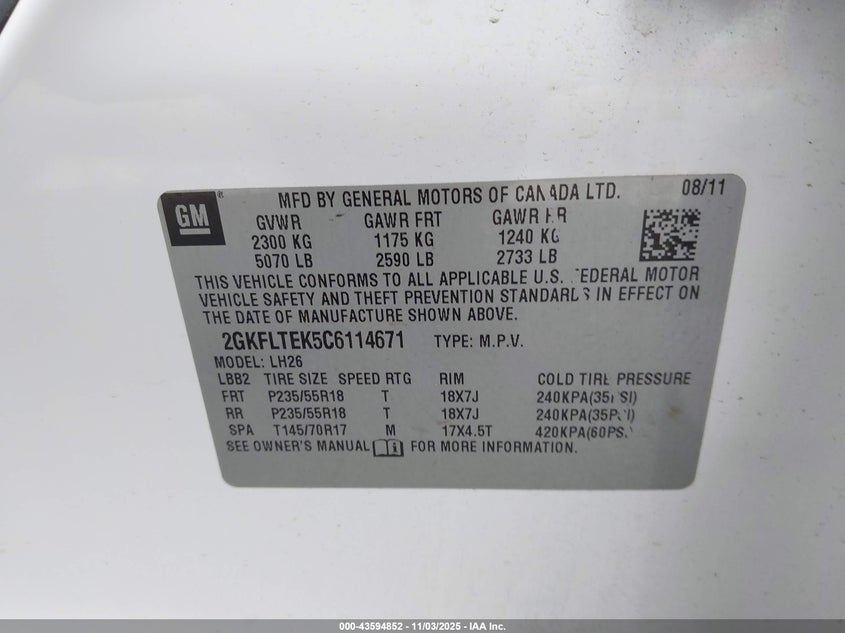 GM
MFD BY GENERAL MOTORS OF CANADA LTD. 08/11
GVWR GAWR FRT GAWR RR
2300 KG 1175 KG 1240 KG
5070 LB 2590 LB 2733 LB
THIS VEHICLE CONFORMS TO ALL APPLICABLE U.S. FEDERAL MOTOR
VEHICLE SAFETY AND THEFT PREVENTION STANDARDS IN EFFECT ON
THE DATE OF MANUFACTURE SHOWN ABOVE.
2GKFLTEK5C6114671 TYPE: M.P.V.
MODEL: LH26
LBB2 TIRE SIZE SPEED RTG RIM COLD TIRE PRESSURE
FRT P235/55R18 T 18X7J 240KPA(35PSI)
RR P235/55R18 T 18X7J 240KPA(35PSI)
SPA T145/70R17 M 17X4.5T 420KPA(60PSI)
SEE OWNER'S MANUAL FOR MORE INFORMATION.
000-43594852 - 11/03/2025 - IAA Inc.